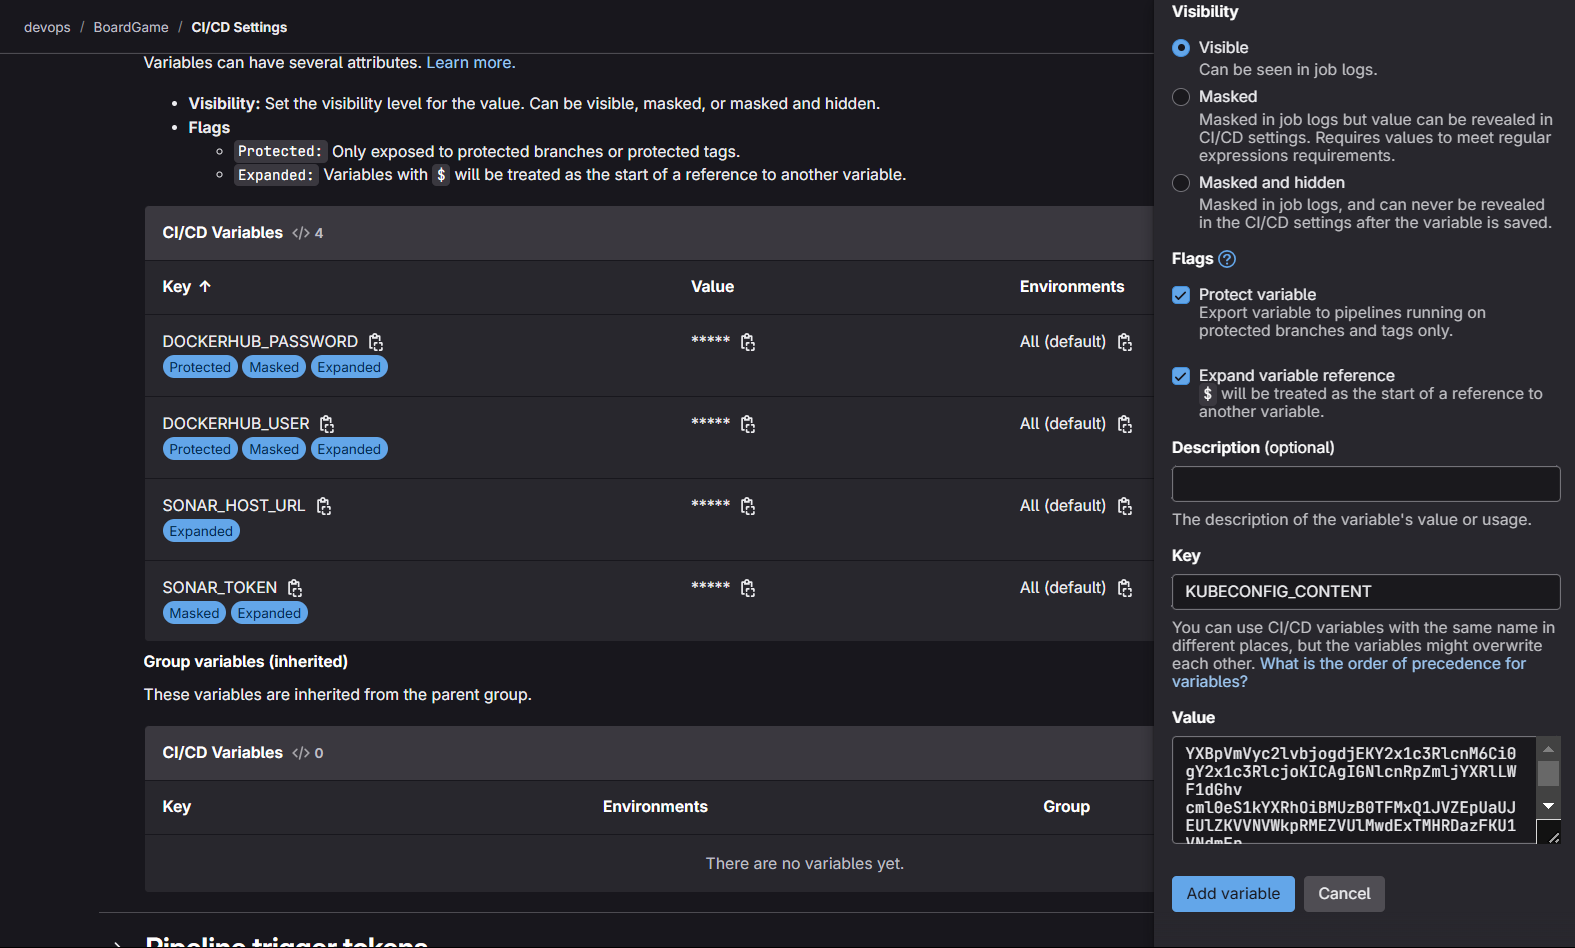 devops / BoardGame / CI/CD Settings
Variables can have several attributes. Learn more.
• Visibility: Set the visibility level for the value. Can be visible, masked, or masked and hidden.
• Flags
Protected: Only exposed to protected branches or protected tags.
Expanded: Variables with $ will be treated as the start of a reference to another variable.
CI/CD Variables </> 4
Key ↑ Value Environments
DOCKERHUB_PASSWORD ***** All (default)
Protected Masked Expanded
DOCKERHUB_USER ***** All (default)
Protected Masked Expanded
SONAR_HOST_URL ***** All (default)
Expanded
SONAR_TOKEN ***** All (default)
Masked Expanded
Group variables (inherited)
These variables are inherited from the parent group.
CI/CD Variables </> 0
Key Environments Group
There are no variables yet.
Pipeline trigger tokens
Visibility
Visible
Can be seen in job logs.
Masked
Masked in job logs but value can be revealed in
CI/CD settings. Requires values to meet regular
expressions requirements.
Masked and hidden
Masked in job logs, and can never be revealed
in the CI/CD settings after the variable is saved.
Flags ?
Protect variable
Export variable to pipelines running on
protected branches and tags only.
Expand variable reference
$ will be treated as the start of a reference to
another variable.
Description (optional)
The description of the variable's value or usage.
Key
KUBECONFIG_CONTENT
You can use CI/CD variables with the same name in
different places, but the variables might overwrite
each other. What is the order of precedence for
variables?
Value
YXBpVmVyc2lvbjogdjEKY2x1c3RlcnM6Ci0
gY2x1c3RlcjoKICAgIGNlcnRpZmljYXRlLW
F1dGhv
cml0eS1kYXRhOiBMUzB0TFMxQ1JVZEpUaUJ
EUlZKVVNVWkpRMEZVUlMwdExTMHRDazFKU1
Add variable Cancel